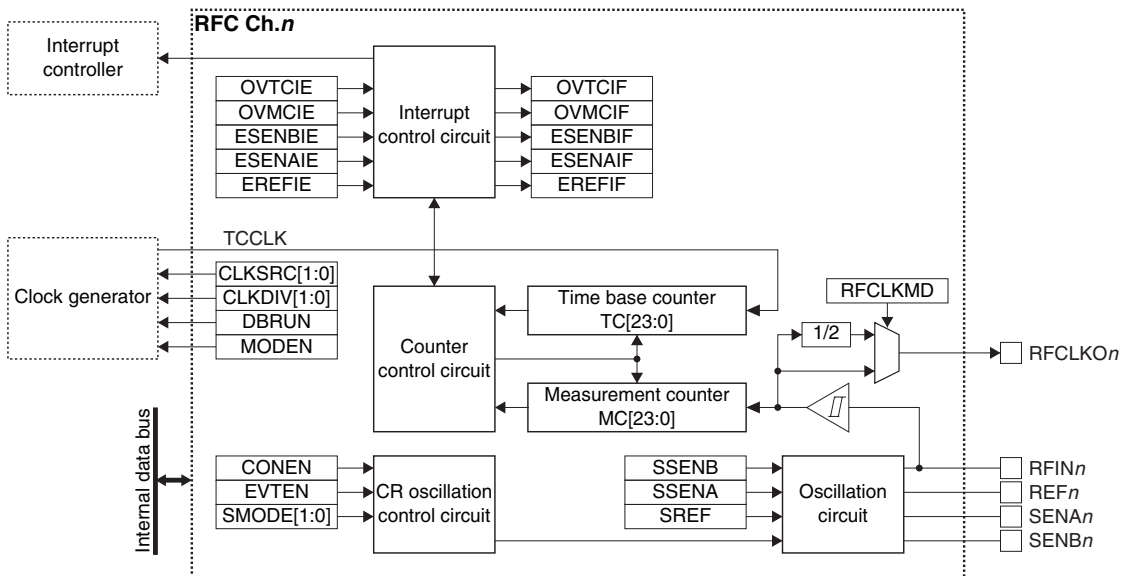 RFC Ch.n
Interrupt
controller
OVTCIE
OVMCIE
ESENBIE
ESENAIE
EREFIE
Interrupt
control circuit
OVTCIF
OVMCIF
ESENBIF
ESENAIF
EREFIF
TCCLK
Clock generator
CLKSRC[1:0]
CLKDIV[1:0]
DBRUN
MODEN
Counter
control circuit
Time base counter
TC[23:0]
Measurement counter
MC[23:0]
RFCLKMD
1/2
RFCLKOn
Internal data bus
CONEN
EVTEN
SMODE[1:0]
CR oscillation
control circuit
SSENB
SSENA
SREF
Oscillation
circuit
RFINn
REFn
SENAn
SENBn